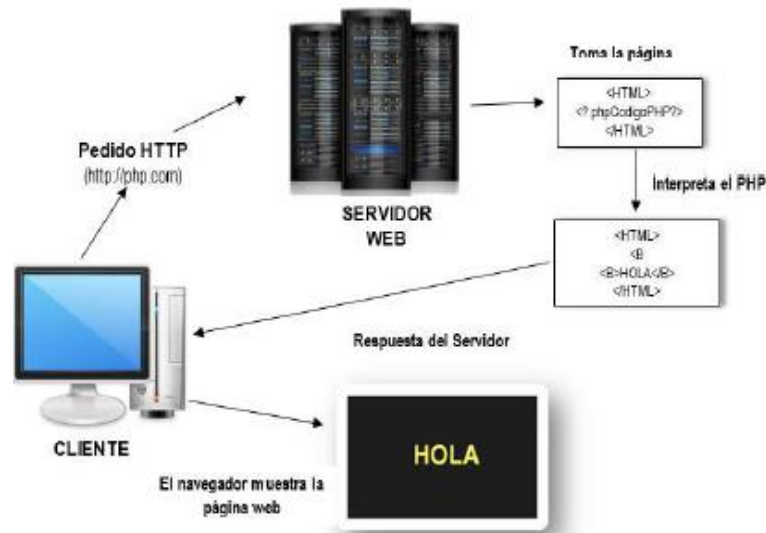 Toma la página
<HTML>
<? phpCodigoPHP?>
</HTML>
Pedido HTTP
(http://php.com)
Interpreta el PHP
SERVIDOR
WEB
<HTML>
<B
<B>HOLA</B>
</HTML>
Respuesta del Servidor
CLIENTE
HOLA
El navegador muestra la
página web